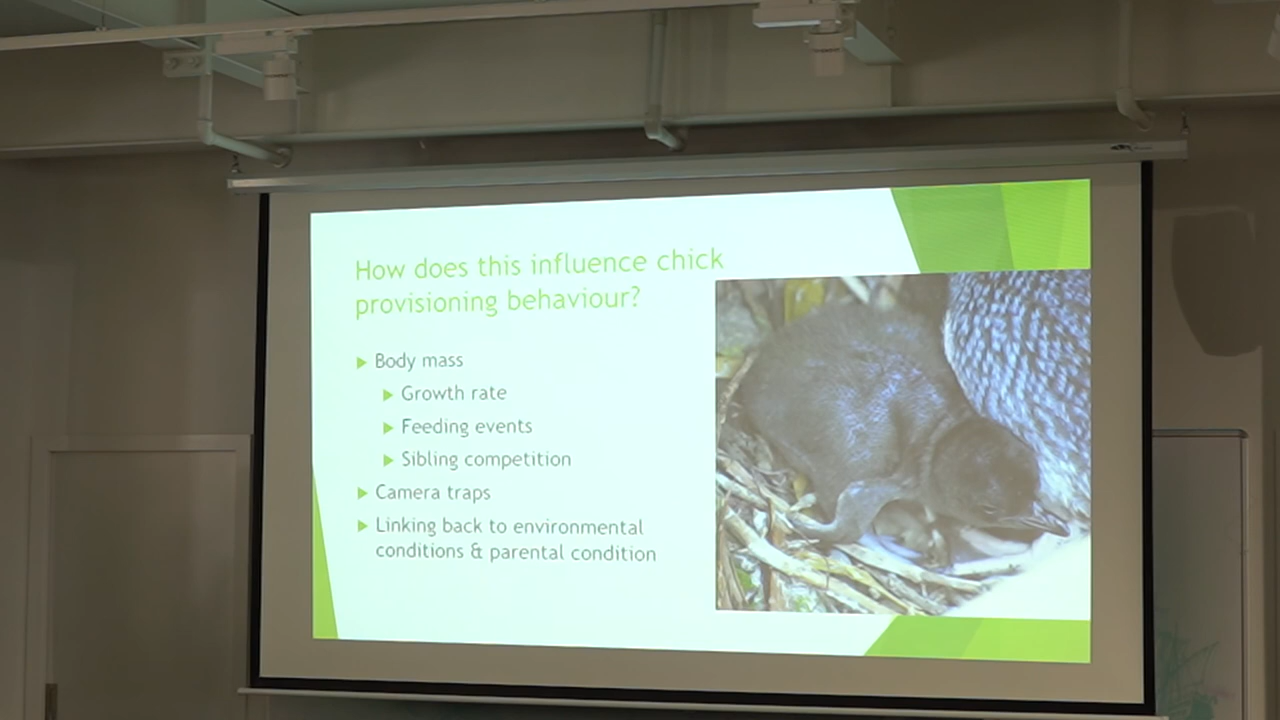 How does this influence chick
provisioning behaviour?
Body mass
Growth rate
Feeding events
Sibling competition
Camera traps
Linking back to environmental
conditions & parental condition